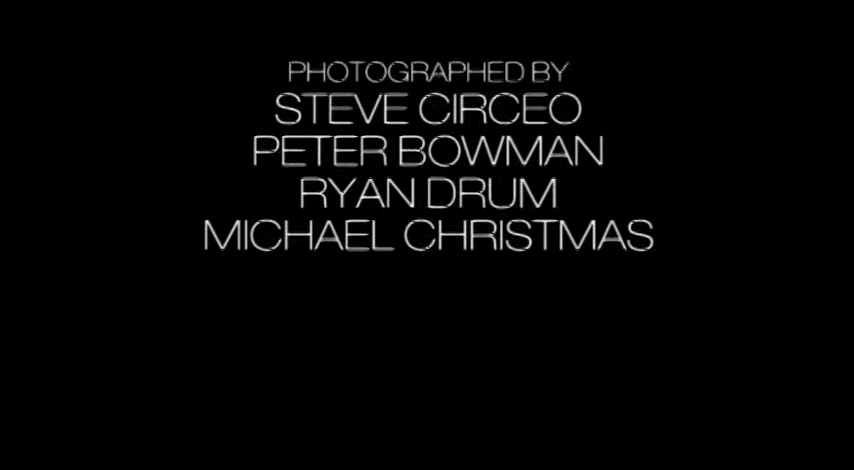 PHOTOGRAPHED BY
STEVE CIRCEO
PETER BOWMAN
RYAN DRUM
MICHAEL CHRISTMAS